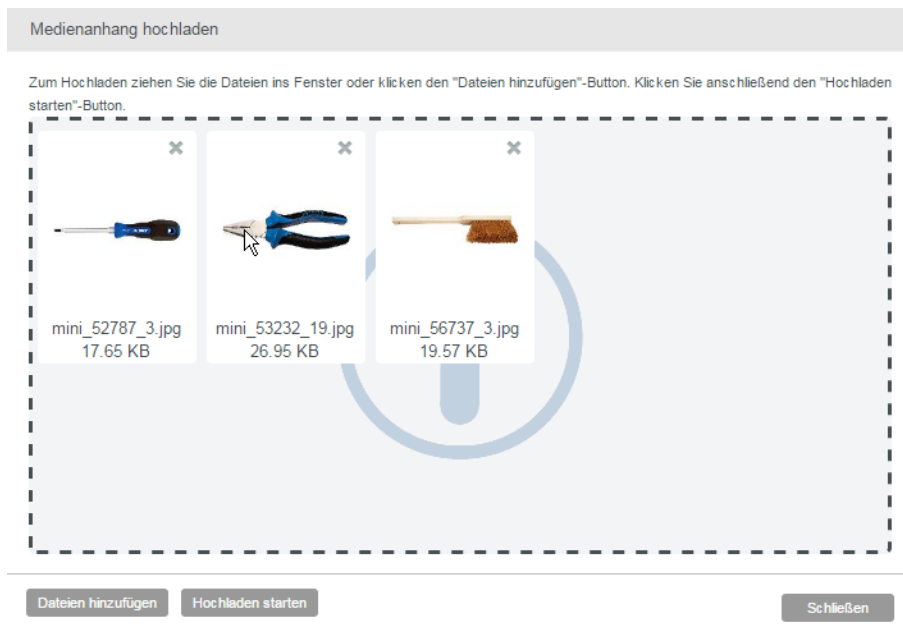 Medienanhang hochladen
Zum Hochladen ziehen Sie die Dateien ins Fenster oder klicken den "Dateien hinzufügen"-Button. Klicken Sie anschließend den "Hochladen
starten"-Button.
mini_52787_3.jpg
17.65 KB
mini_53232_19.jpg
26.95 KB
mini_56737_3.jpg
19.57 KB
Dateien hinzufügen
Hochladen starten
Schließen